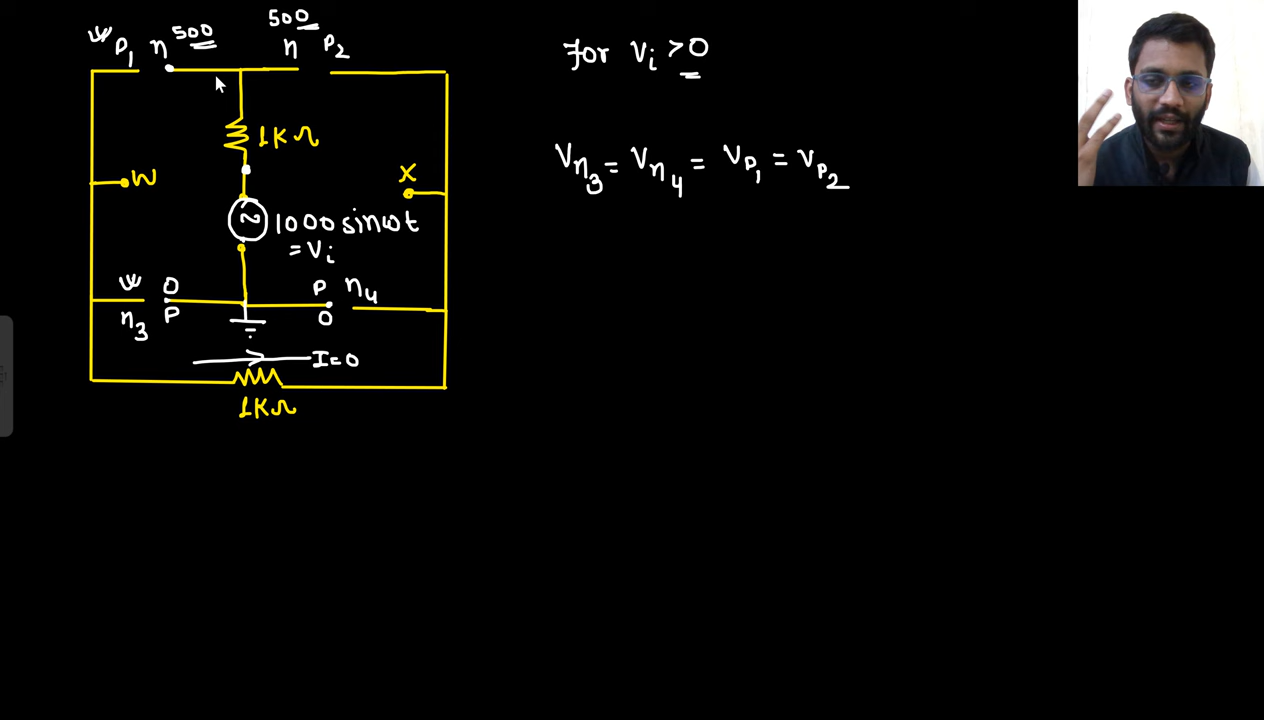 P1 n 500 500 n P2
For Vi > 0
1KΩ
W X
Vn3 = Vn4 = VP1 = VP2
1000 sinωt
= Vi
0 P n4
n3 P 0
I=0
1KΩ